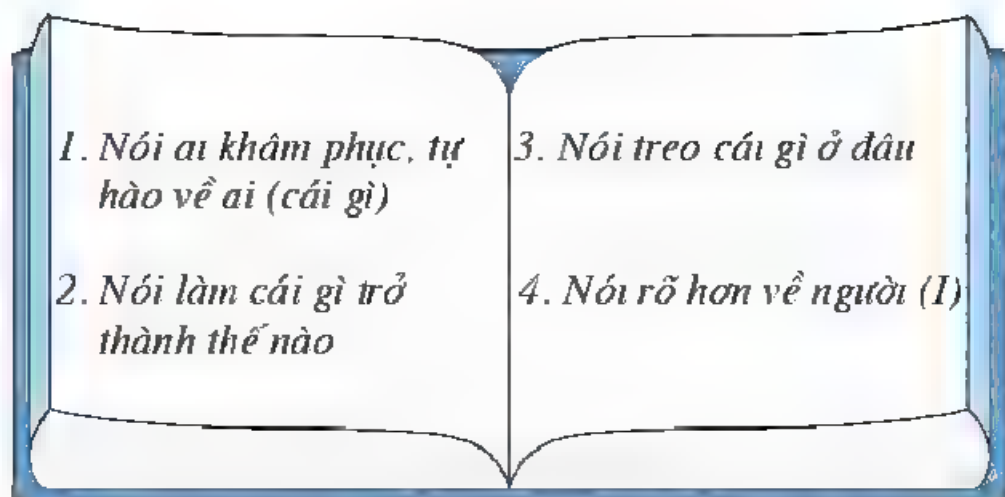 1. Nói ai khâm phục, tự
hào về ai (cái gì)
2. Nói làm cái gì trở
thành thế nào
3. Nói treo cái gì ở đâu
4. Nói rõ hơn về người (I)